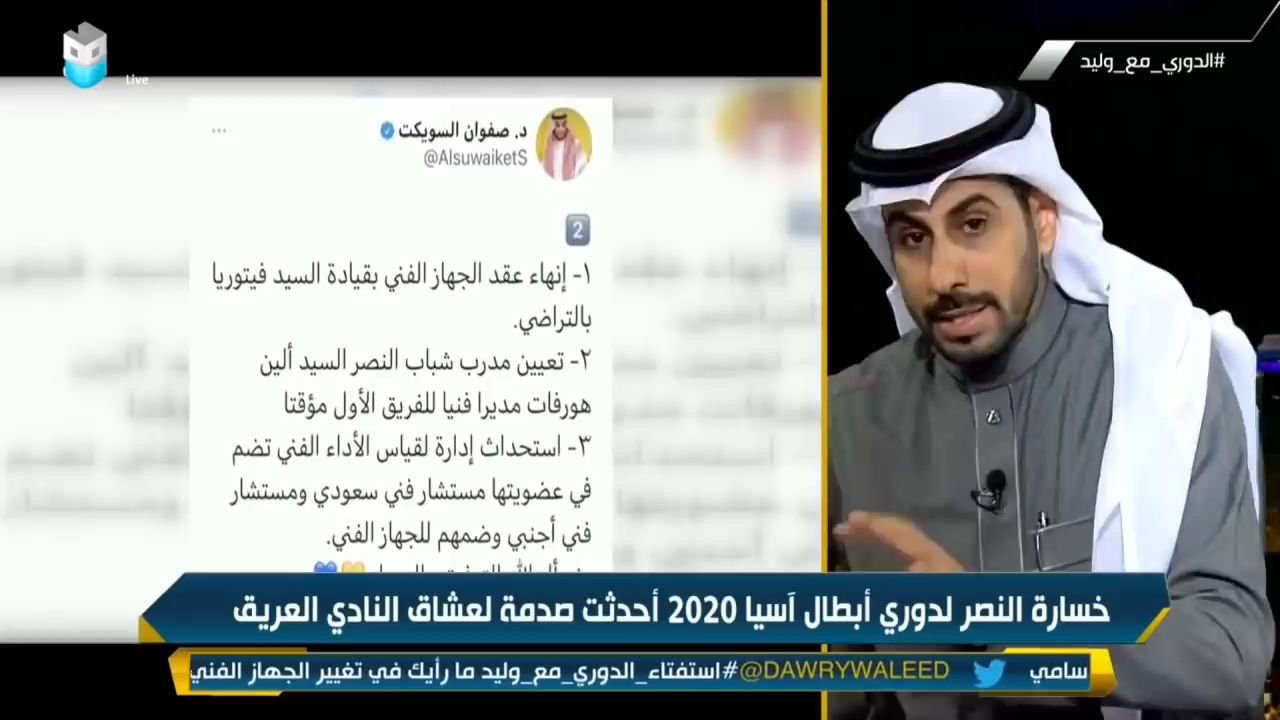 Live
#الدوري_مع_وليد
د. صفوان السويكت
@AlsuwaiketS
2
١- إنهاء عقد الجهاز الفني بقيادة السيد فيتوريا
بالتراضي.
٢- تعيين مدرب شباب النصر السيد ألين
هورفات مديرا فنيا للفريق الأول مؤقتا
٣- استحداث إدارة لقياس الأداء الفني تضم
في عضويتها مستشار فني سعودي ومستشار
فني أجنبي وضمهم للجهاز الفني.
خسارة النصر لدوري أبطال آسيا 2020 أحدثت صدمة لعشاق النادي العريق
سامي
@DAWRYWALEED #استفتاء_الدوري_مع_وليد ما رأيك في تغيير الجهاز الفني